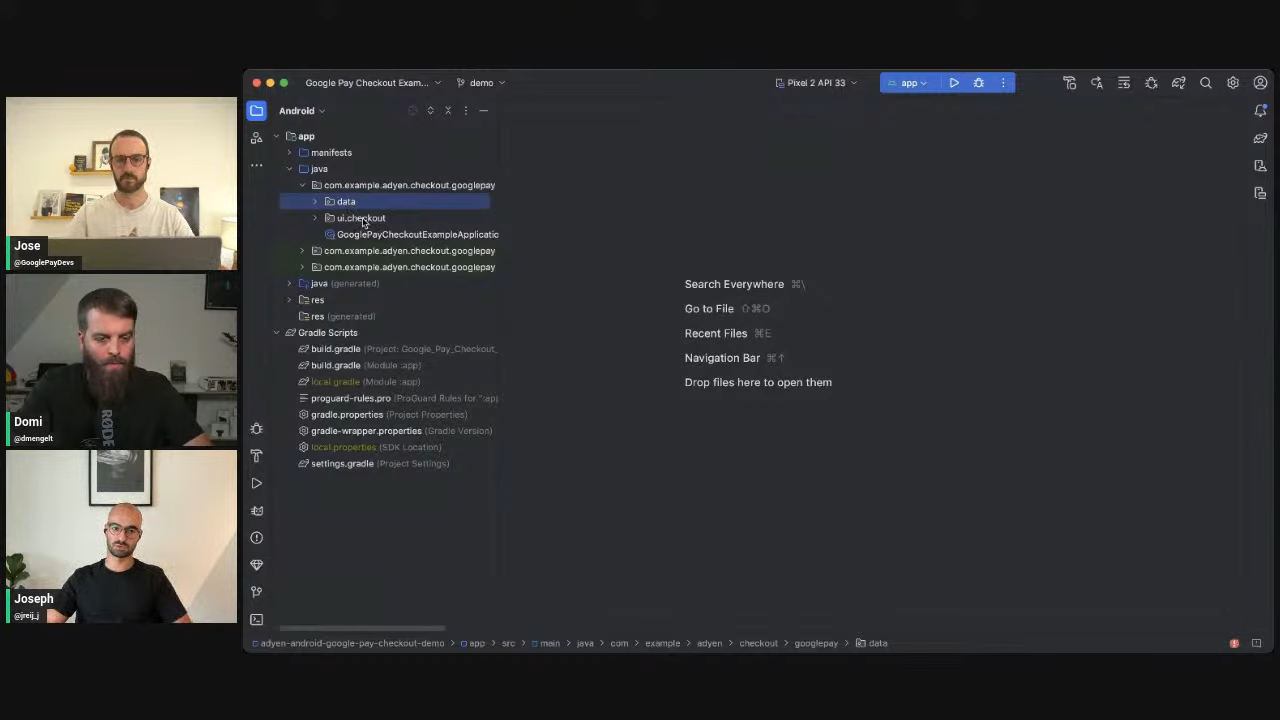 Google Pay Checkout Exam...
demo
Pixel 2 API 33
app
Android
app
manifests
java
com.example.adyen.checkout.googlepay
data
ui.checkout
GooglePayCheckoutExampleApplicatio
com.example.adyen.checkout.googlepay
com.example.adyen.checkout.googlepay
java (generated)
res
res (generated)
Gradle Scripts
build.gradle (Project: Google_Pay_Checkout_
build.gradle (Module :app)
local.gradle (Module :app)
proguard-rules.pro (ProGuard Rules for ":app
gradle.properties (Project Properties)
gradle-wrapper.properties (Gradle Version)
local.properties (SDK Location)
settings.gradle (Project Settings)
Search Everywhere ⌘\
Go to File ⇧⌘O
Recent Files ⌘E
Navigation Bar ⌘↑
Drop files here to open them
adyen-android-google-pay-checkout-demo > app > src > main > java > com > example > adyen > checkout > googlepay > data
Jose
@GooglePayDevs
RØDE
Domi
@dmengelt
Joseph
@jreij_j